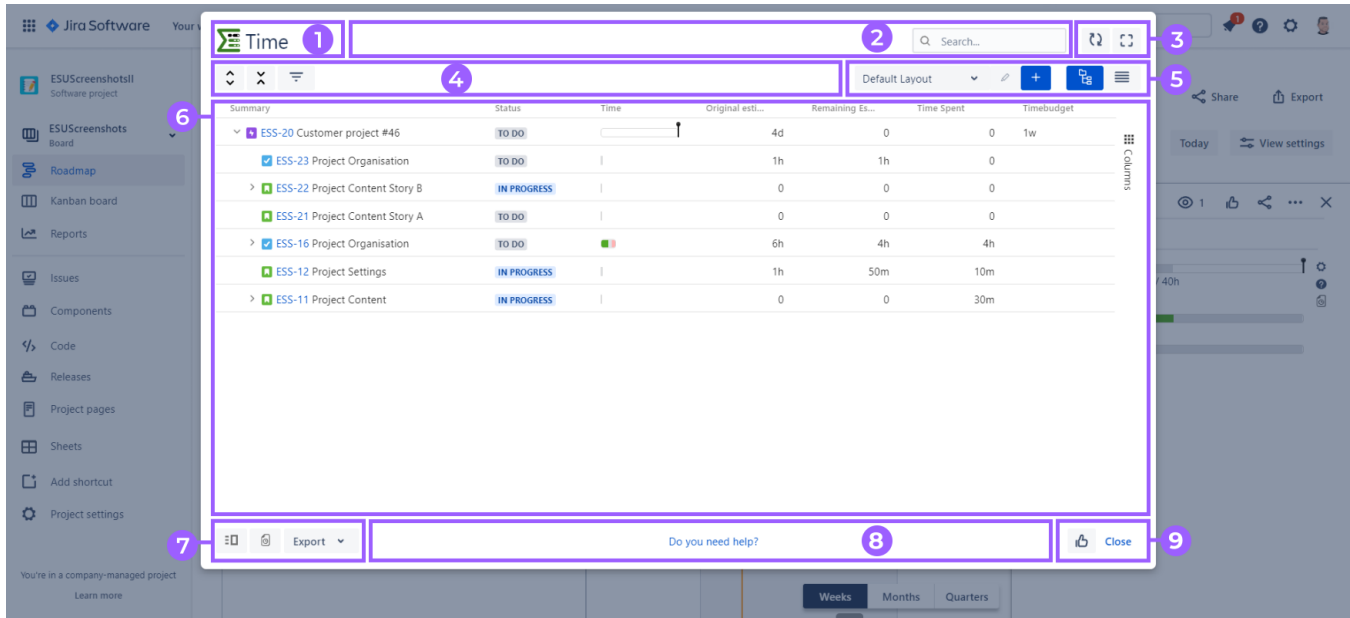 Jira Software Your
1
Time 1 2 Search... 3
ESUScreenshotsII
Software project
4 Default Layout + 5
Share Export
6
Summary Status Time Original esti... Remaining Es... Time Spent Timebudget
ESUScreenshots
Board
ESS-20 Customer project #46 TO DO 4d 0 0 1w
Today View settings
Columns
ESS-23 Project Organisation TO DO 1h 1h 0
Roadmap
ESS-22 Project Content Story B IN PROGRESS 0 0 0
Kanban board
1
ESS-21 Project Content Story A TO DO 0 0 0
Reports
ESS-16 Project Organisation TO DO 6h 4h 4h
Issues
ESS-12 Project Settings IN PROGRESS 1h 50m 10m
/ 40h
ESS-11 Project Content IN PROGRESS 0 0 30m
Components
Code
Releases
Project pages
Sheets
Add shortcut
Project settings
7 Export Do you need help? 8 Close 9
You're in a company-managed project
Learn more
Weeks Months Quarters